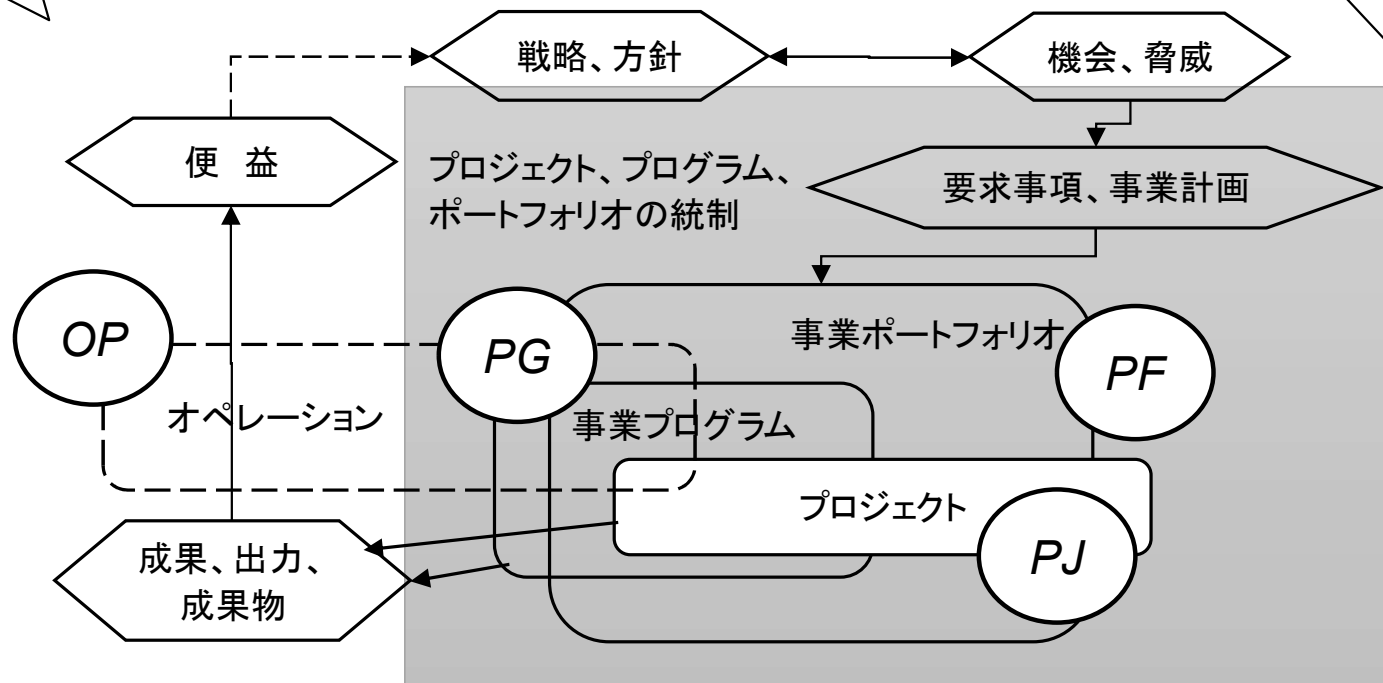 戦略、方針
機会、脅威
便 益
プロジェクト、プログラム、
ポートフォリオの統制
要求事項、事業計画
OP
PG
事業ポートフォリオ
PF
オペレーション
事業プログラム
プロジェクト
PJ
成果、出力、
成果物